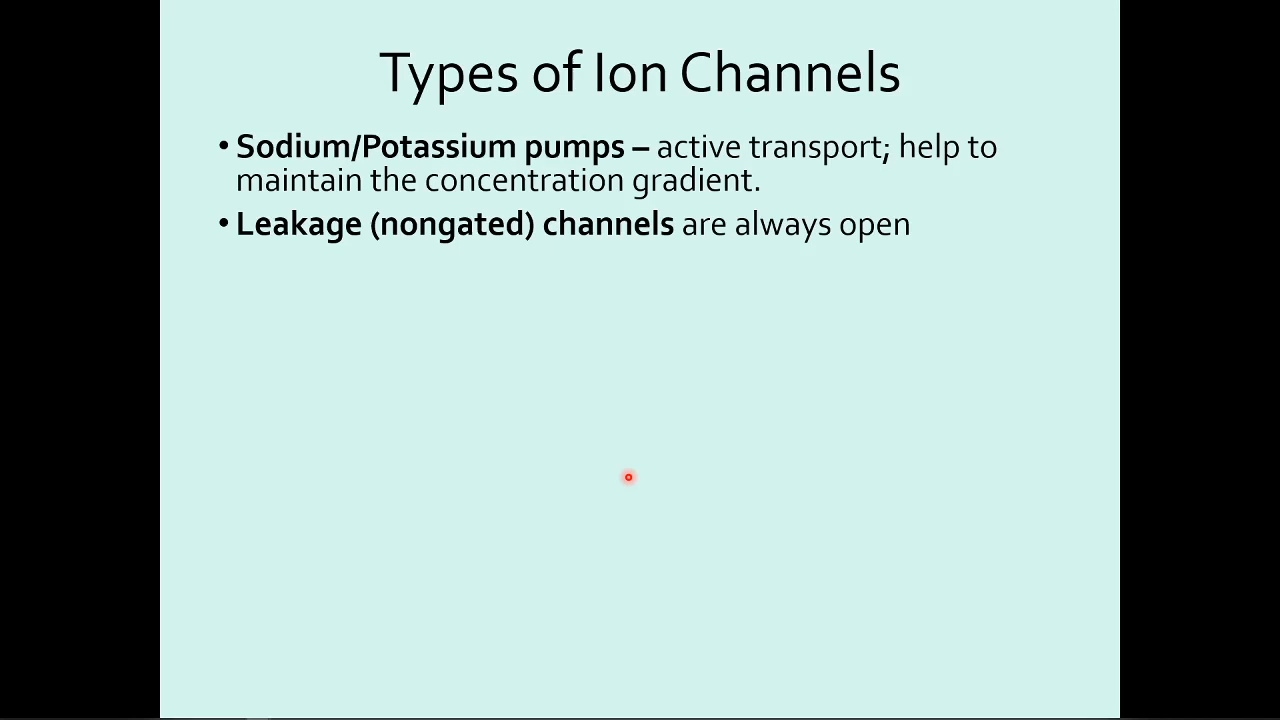 Types of Ion Channels
• Sodium/Potassium pumps – active transport; help to
maintain the concentration gradient.
• Leakage (nongated) channels are always open